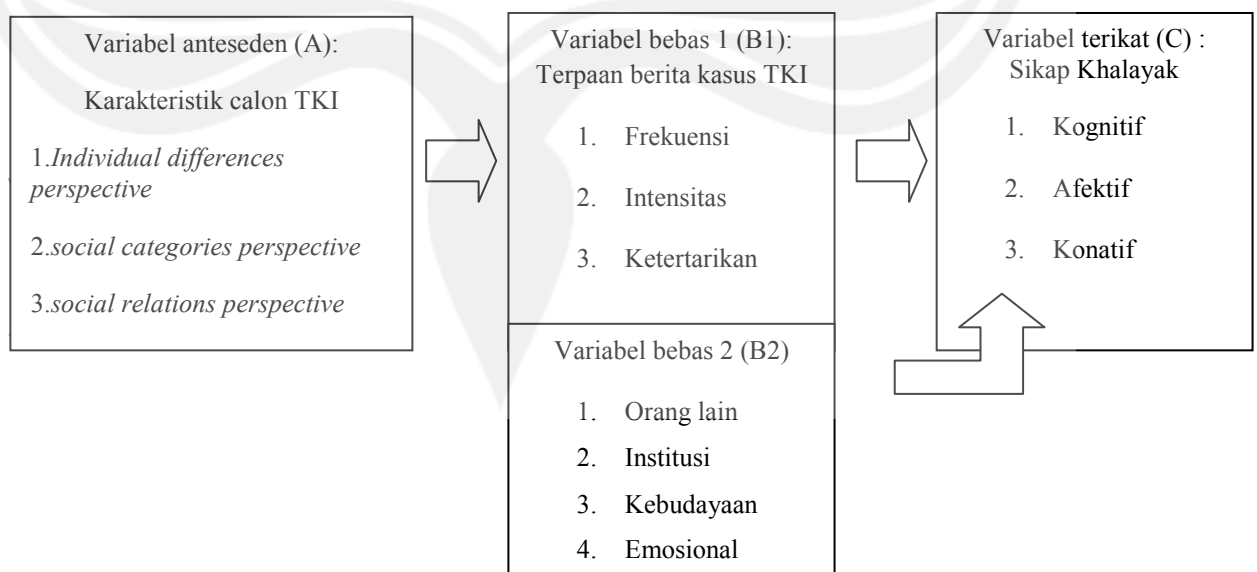 Variabel anteseden (A):
Karakteristik calon TKI
1.Individual differences
perspective
2.social categories perspective
3.social relations perspective
Variabel bebas 1 (B1):
Terpaan berita kasus TKI
1. Frekuensi
2. Intensitas
3. Ketertarikan
Variabel bebas 2 (B2)
1. Orang lain
2. Institusi
3. Kebudayaan
4. Emosional
Variabel terikat (C) :
Sikap Khalayak
1. Kognitif
2. Afektif
3. Konatif